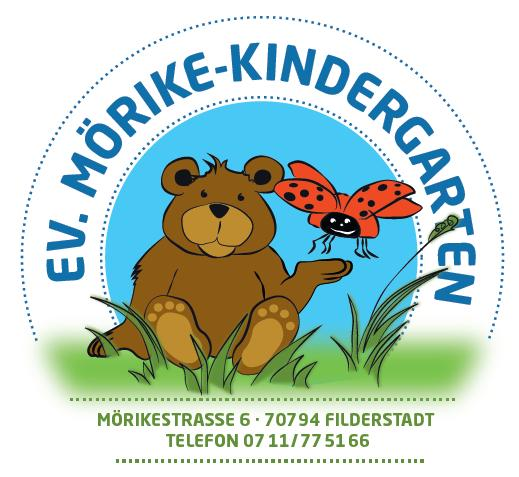 EV. MÖRIKE-KINDERGARTEN
MÖRIKESTRASSE 6 · 70794 FILDERSTADT
TELEFON 07 11/77 51 66